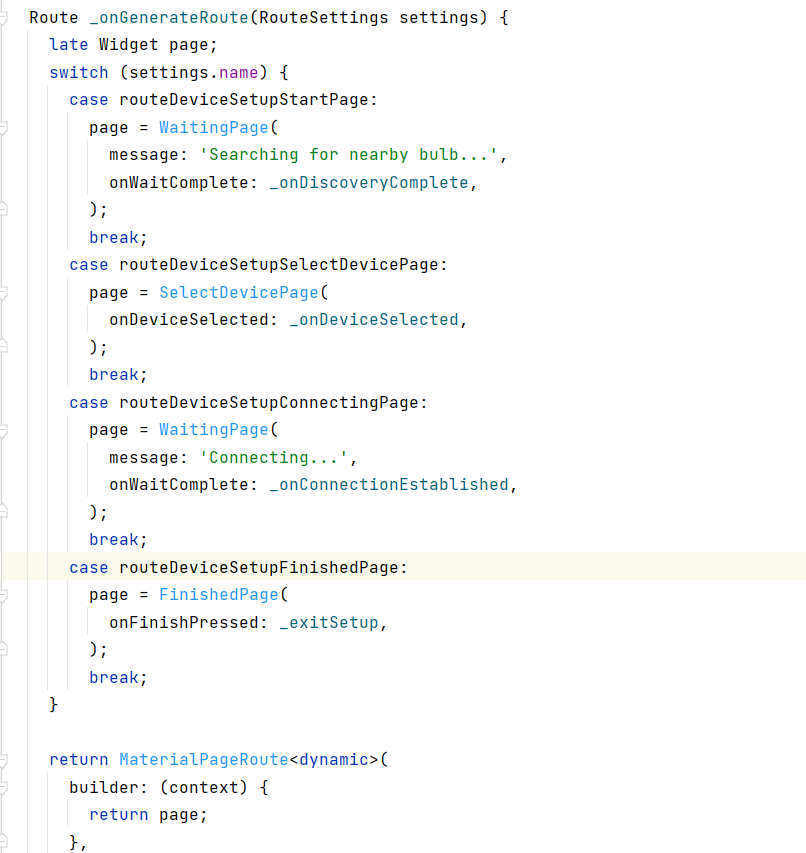 Route _onGenerateRoute(RouteSettings settings) {
  late Widget page;
  switch (settings.name) {
    case routeDeviceSetupStartPage:
      page = WaitingPage(
        message: 'Searching for nearby bulb...',
        onWaitComplete: _onDiscoveryComplete,
      );
      break;
    case routeDeviceSetupSelectDevicePage:
      page = SelectDevicePage(
        onDeviceSelected: _onDeviceSelected,
      );
      break;
    case routeDeviceSetupConnectingPage:
      page = WaitingPage(
        message: 'Connecting...',
        onWaitComplete: _onConnectionEstablished,
      );
      break;
    case routeDeviceSetupFinishedPage:
      page = FinishedPage(
        onFinishPressed: _exitSetup,
      );
      break;
  }

  return MaterialPageRoute<dynamic>(
    builder: (context) {
      return page;
    },